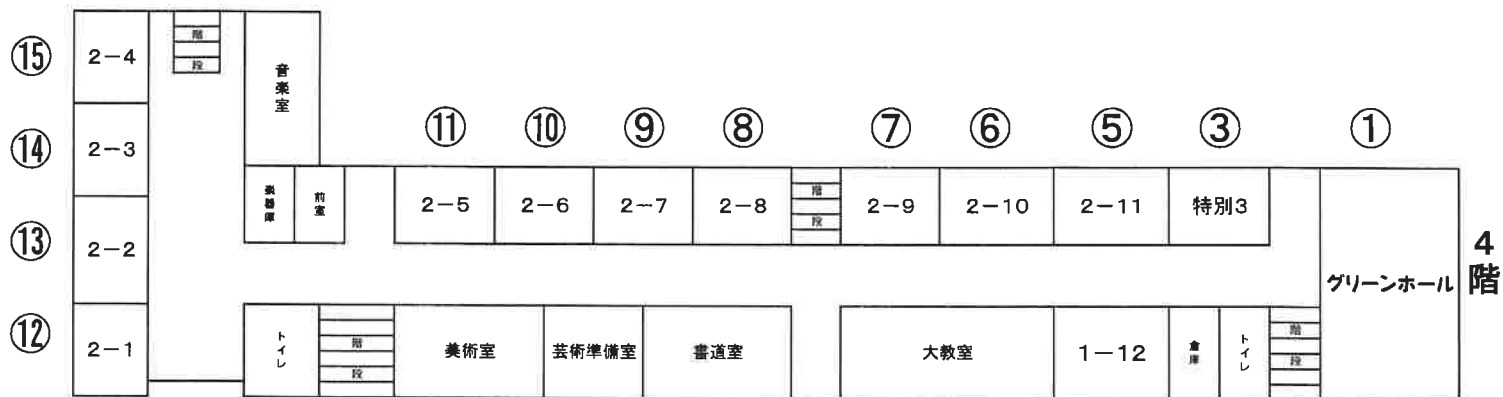 ⑮
2−4
階
段
音楽室
⑭
2−3
⑪
⑩
⑨
⑧
⑦
⑥
⑤
③
①
楽器庫
前室
2−5
2−6
2〜7
2−8
階
段
2−9
2−10
2−11
特別3
⑬
2−2
グリーンホール
4階
⑫
2−1
トイレ
階
段
美術室
芸術準備室
書道室
大教室
1−12
倉庫
トイレ
階
段